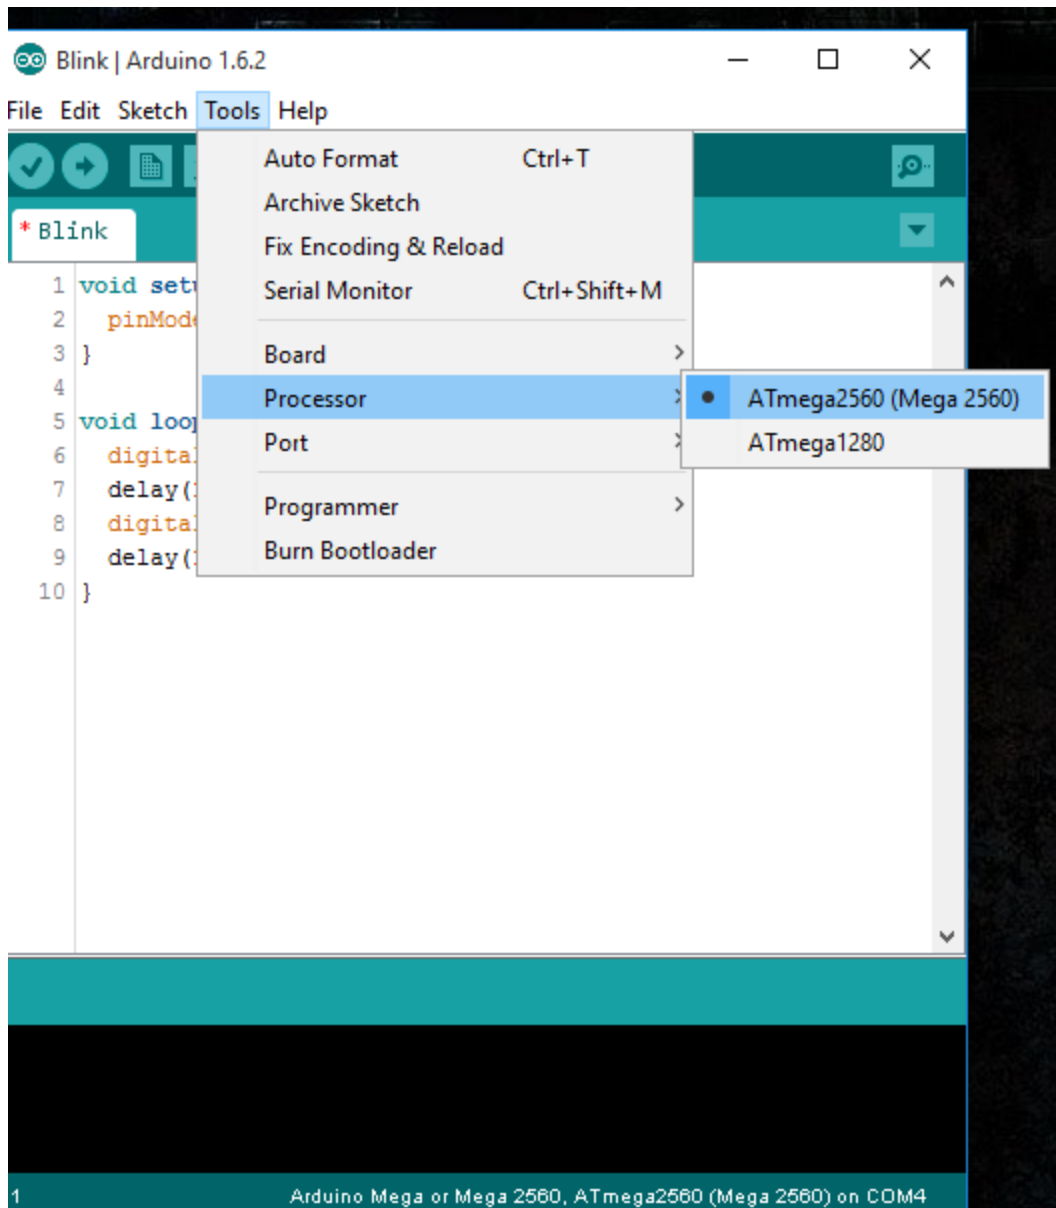 Blink | Arduino 1.6.2
File Edit Sketch Tools Help
Auto Format Ctrl+T
Archive Sketch
Fix Encoding & Reload
Serial Monitor Ctrl+Shift+M
Board
Processor
Port
Programmer
Burn Bootloader
ATmega2560 (Mega 2560)
ATmega1280
* Blink
1 void setu
2 pinMode
3 }
4
5 void loop
6 digital
7 delay(
8 digital
9 delay(
10 }
1 Arduino Mega or Mega 2560, ATmega2560 (Mega 2560) on COM4